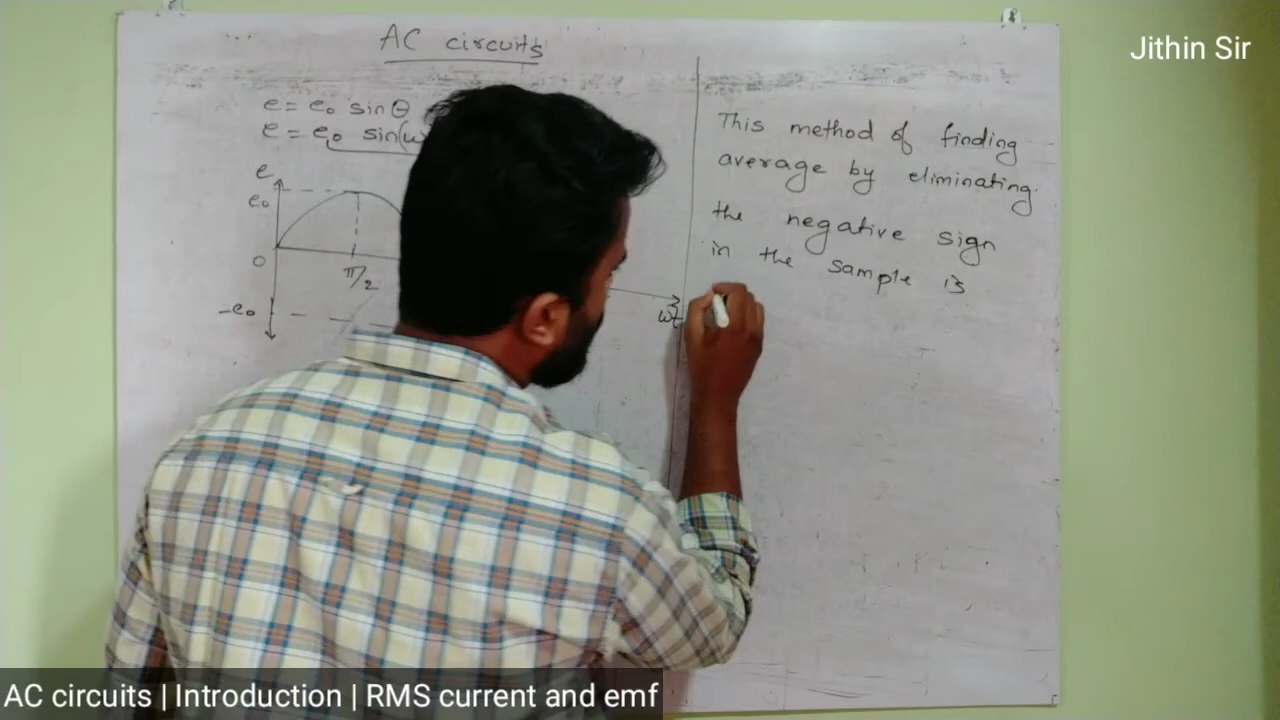 AC circuits
Jithin Sir
e = e₀ sin θ
e = e₀ sin(ω
e
e₀
0
π/2
-e₀
ωt
This method of finding
average by eliminating
the negative sign
in the sample is
AC circuits | Introduction | RMS current and emf